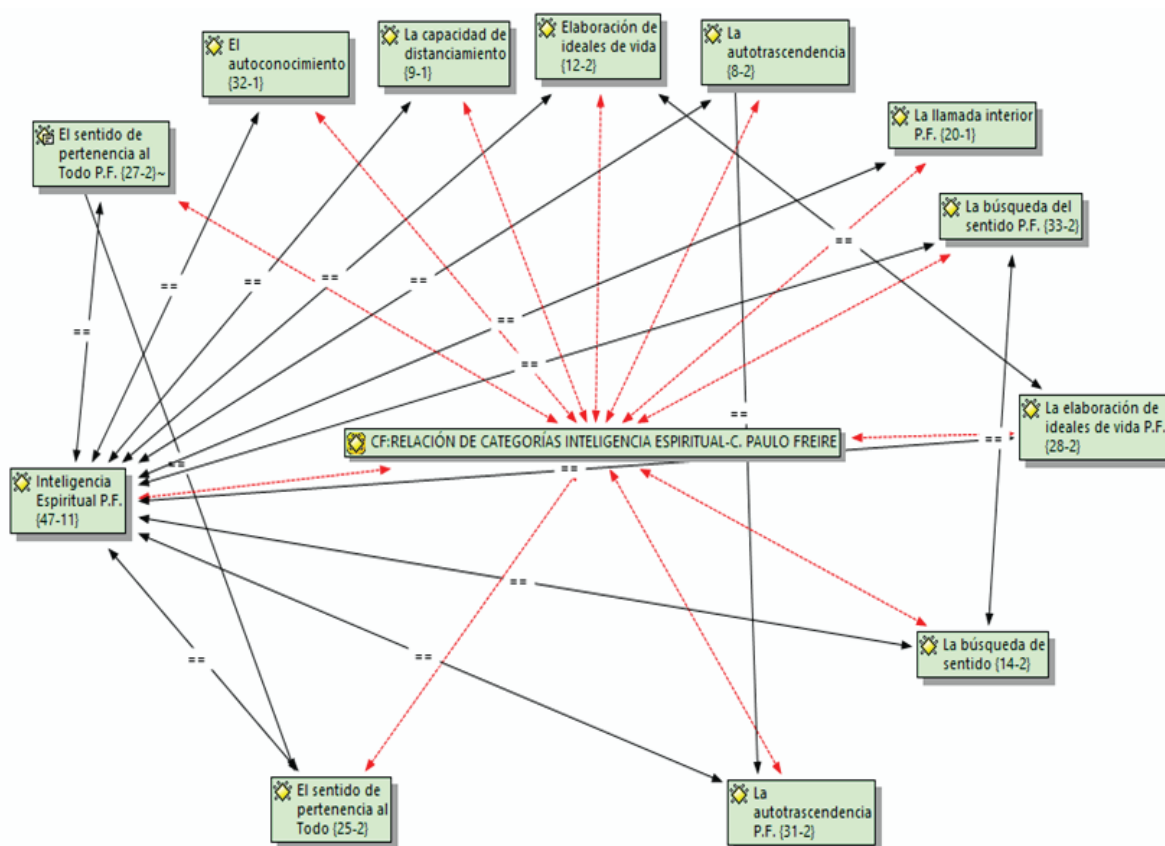 El
autoconocimiento
{32-1}
La capacidad de
distanciamiento
{9-1}
Elaboración de
ideales de vida
{12-2}
La
autotrascendencia
{8-2}
La llamada interior
P.F. {20-1}
El sentido de
pertenencia al
Todo P.F. {27-2}~
La búsqueda del
sentido P.F. {33-2}
==
==
==
==
==
==
==
==
La elaboración de
ideales de vida P.F.
{28-2}
==
==
CF:RELACIÓN DE CATEGORÍAS INTELIGENCIA ESPIRITUAL-C. PAULO FREIRE
==
==
Inteligencia
Espiritual P.F.
{47-11}
==
La búsqueda de
sentido {14-2}
==
==
El sentido de
pertenencia al
Todo {25-2}
La
autotrascendencia
P.F. {31-2}